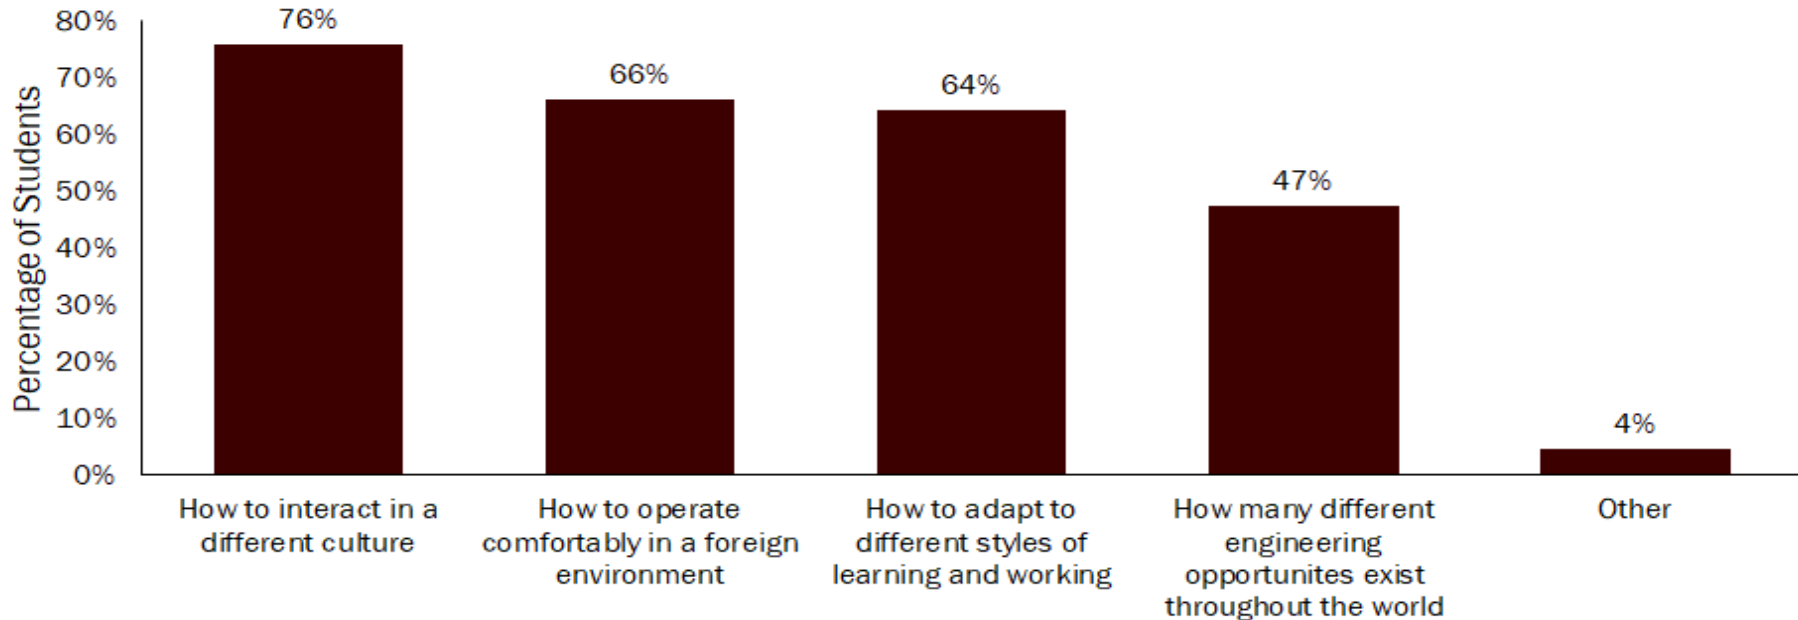 Percentage of Students
80%
70%
60%
50%
40%
30%
20%
10%
0%
76%
66%
64%
47%
4%
How to interact in a
different culture
How to operate
comfortably in a foreign
environment
How to adapt to
different styles of
learning and working
How many different
engineering
opportunites exist
throughout the world
Other